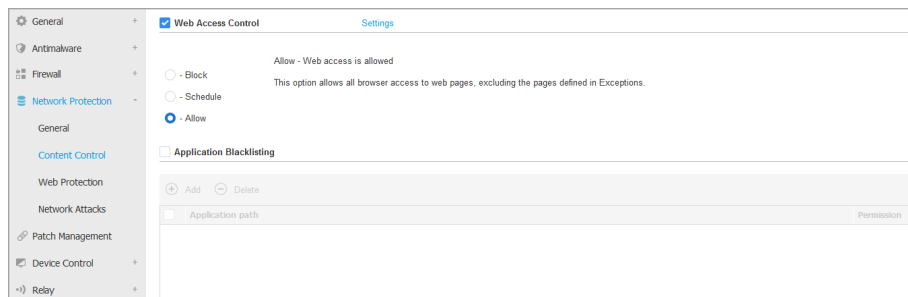 General +
Antimalware +
Firewall +
Network Protection -
General
Content Control
Web Protection
Network Attacks
Patch Management
Device Control +
Relay +
Web Access Control Settings
Allow - Web access is allowed
This option allows all browser access to web pages, excluding the pages defined in Exceptions.
- Block
- Schedule
- Allow
Application Blacklisting
Add Delete
Application path Permission